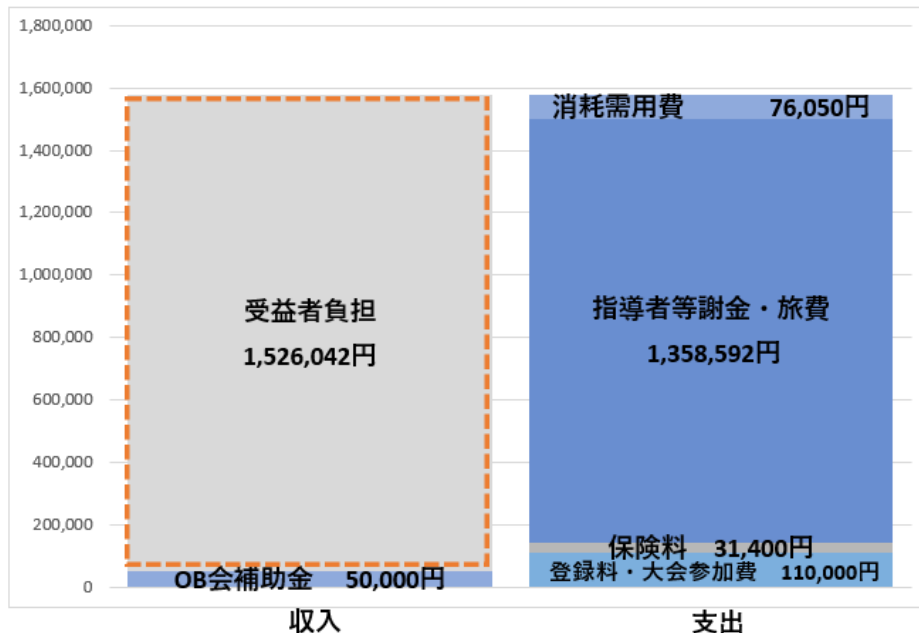 1,800,000
1,600,000
1,400,000
1,200,000
1,000,000
800,000
600,000
400,000
200,000
0
受益者負担
1,526,042円
OB会補助金 50,000円
収入
消耗需用費 76,050円
指導者等謝金・旅費
1,358,592円
保険料 31,400円
登録料・大会参加費 110,000円
支出